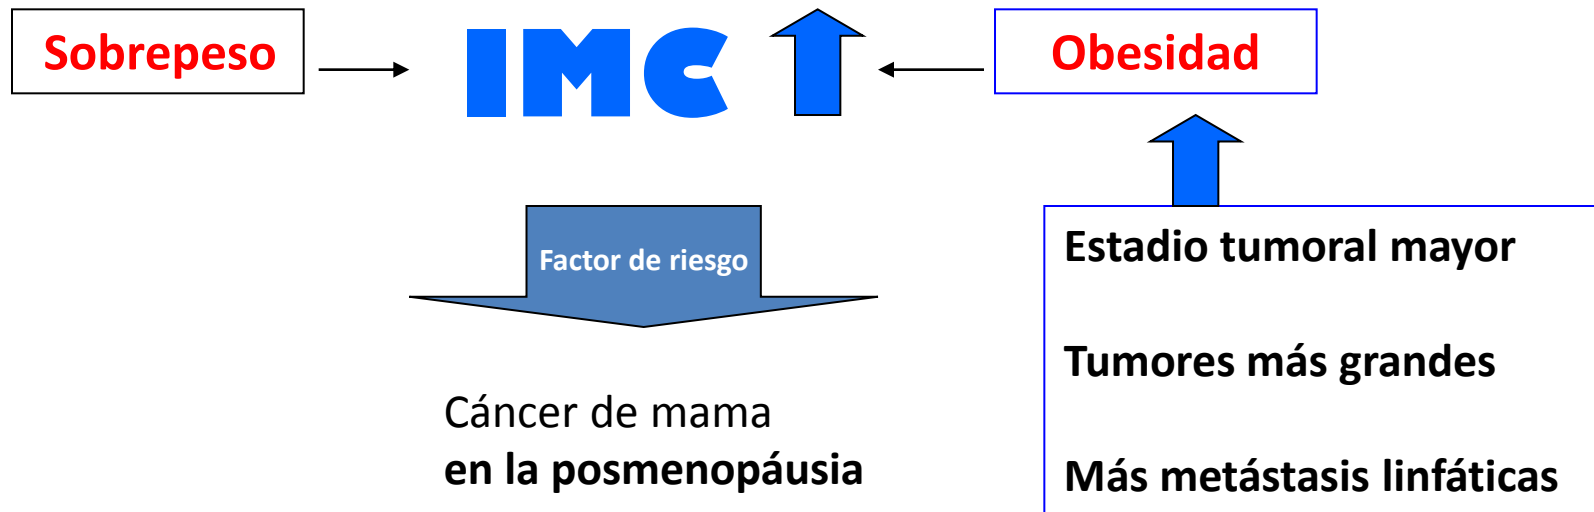 Sobrepeso
IMC
Obesidad
Factor de riesgo
Cáncer de mama
en la posmenopáusia
Estadio tumoral mayor
Tumores más grandes
Más metástasis linfáticas